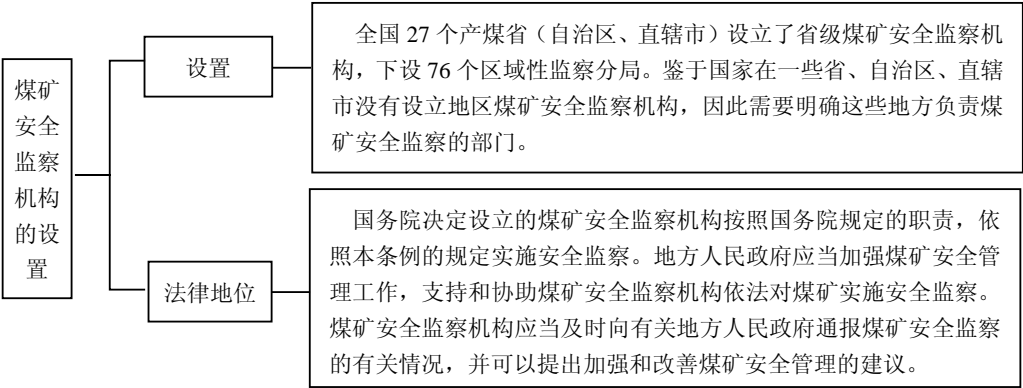 煤矿
安全
监察
机构
的设
置
设置
全国 27 个产煤省（自治区、直辖市）设立了省级煤矿安全监察机
构，下设 76 个区域性监察分局。鉴于国家在一些省、自治区、直辖
市没有设立地区煤矿安全监察机构，因此需要明确这些地方负责煤
矿安全监察的部门。
法律地位
国务院决定设立的煤矿安全监察机构按照国务院规定的职责，依
照本条例的规定实施安全监察。地方人民政府应当加强煤矿安全管
理工作，支持和协助煤矿安全监察机构依法对煤矿实施安全监察。
煤矿安全监察机构应当及时向有关地方人民政府通报煤矿安全监察
的有关情况，并可以提出加强和改善煤矿安全管理的建议。